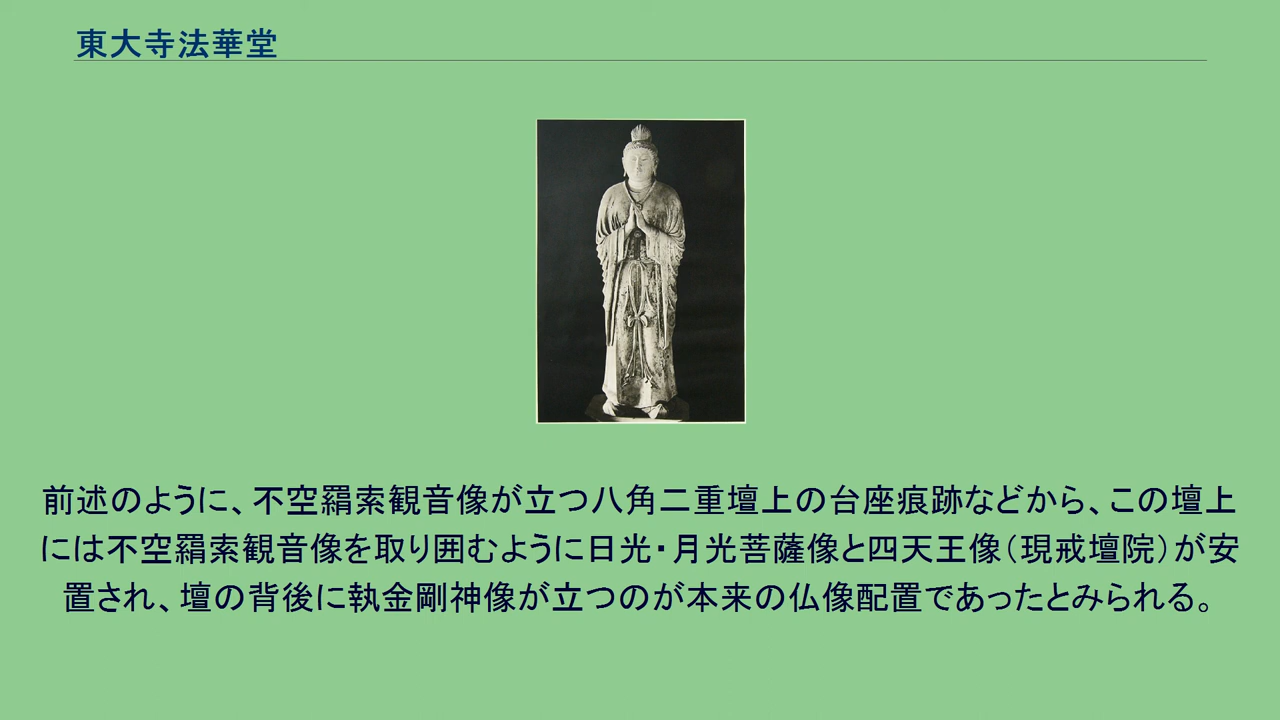 東大寺法華堂
前述のように、不空羂索観音像が立つ八角二重壇上の台座痕跡などから、この壇上
には不空羂索観音像を取り囲むように日光・月光菩薩像と四天王像（現戒壇院）が安
置され、壇の背後に執金剛神像が立つのが本来の仏像配置であったとみられる。